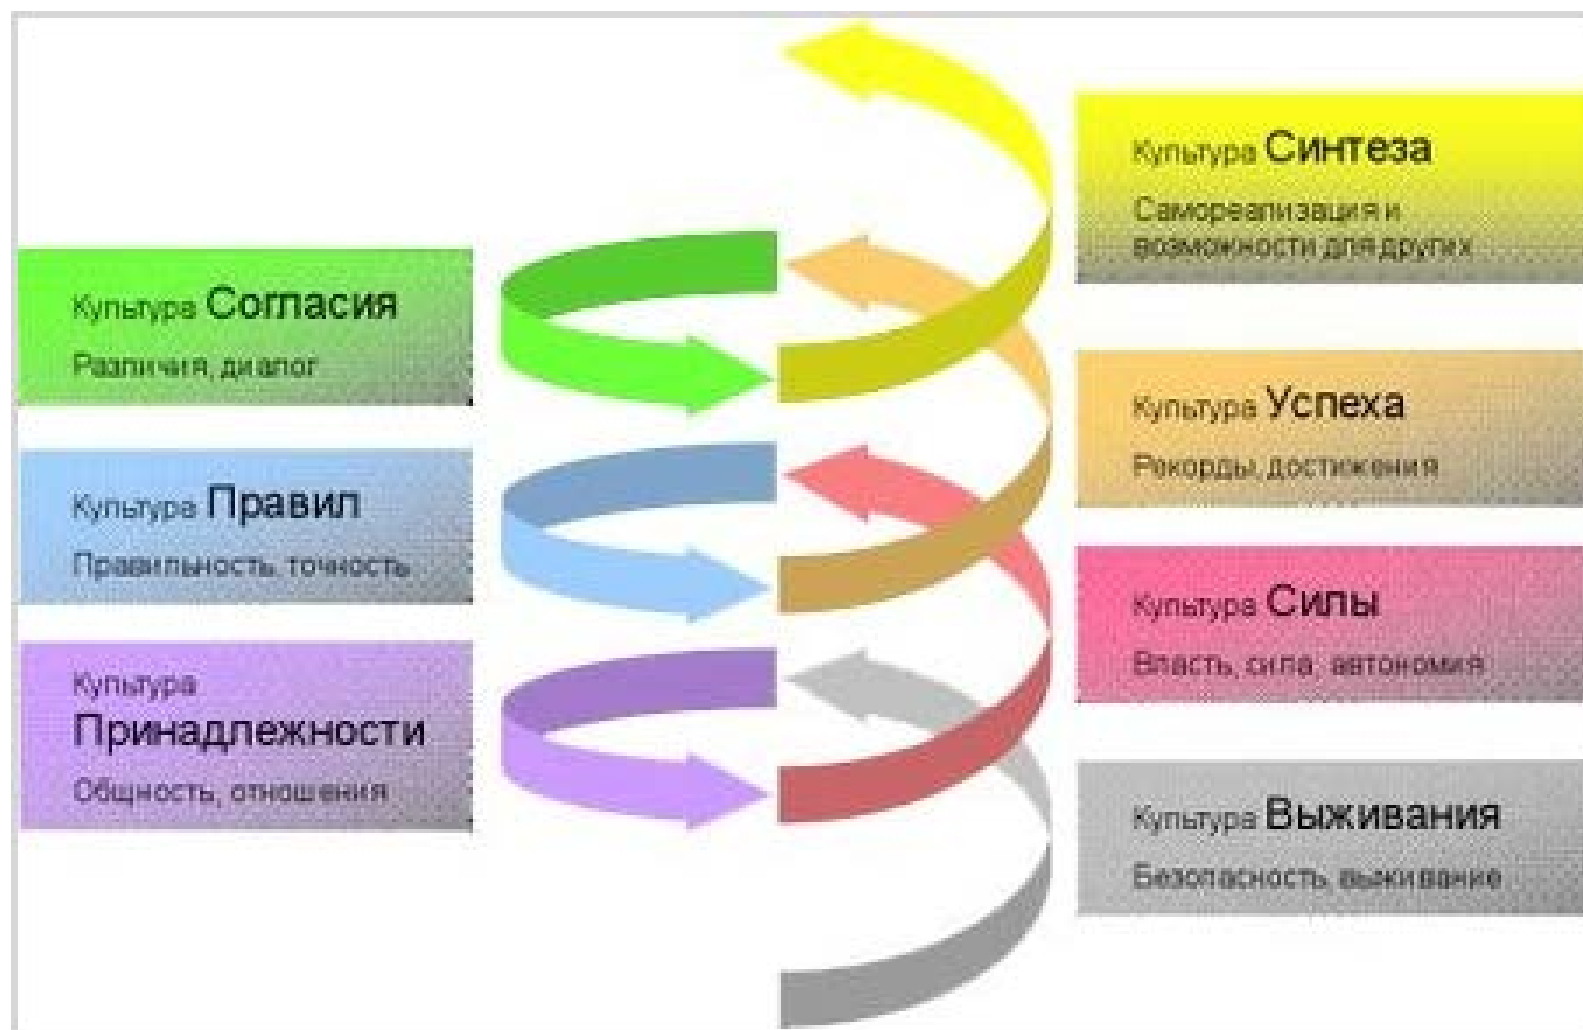 Культура Синтеза
Самореализация и
возможности для других
Культура Согласия
Различия, диалог
Культура Успеха
Рекорды, достижения
Культура Правил
Правильность, точность
Культура Силы
Власть, сила, автономия
Культура
Принадлежности
Общность, отношения
Культура Выживания
Безопасность, выживание